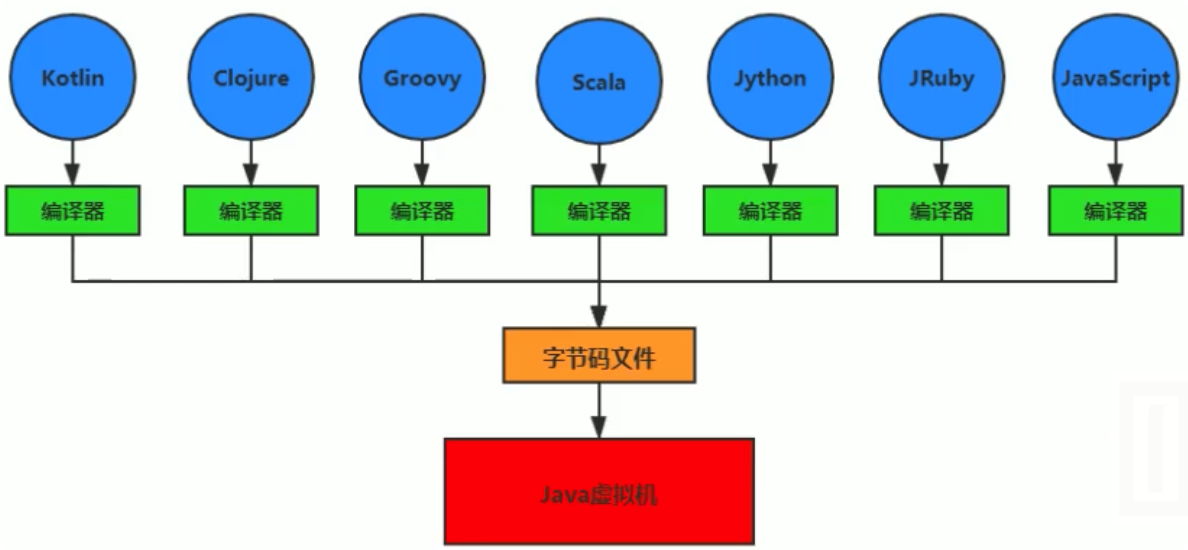 Kotlin
Clojure
Groovy
Scala
Jython
JRuby
JavaScript
编译器
编译器
编译器
编译器
编译器
编译器
编译器
字节码文件
Java虚拟机